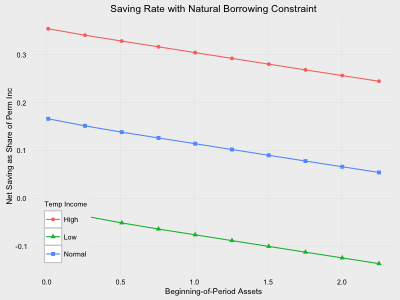 Saving Rate with Natural Borrowing Constraint
Net Saving as Share of Perm Inc
0.3
0.2
0.1
0.0
-0.1
Temp Income
High
Low
Normal
0.0
0.5
1.0
1.5
2.0
Beginning-of-Period Assets